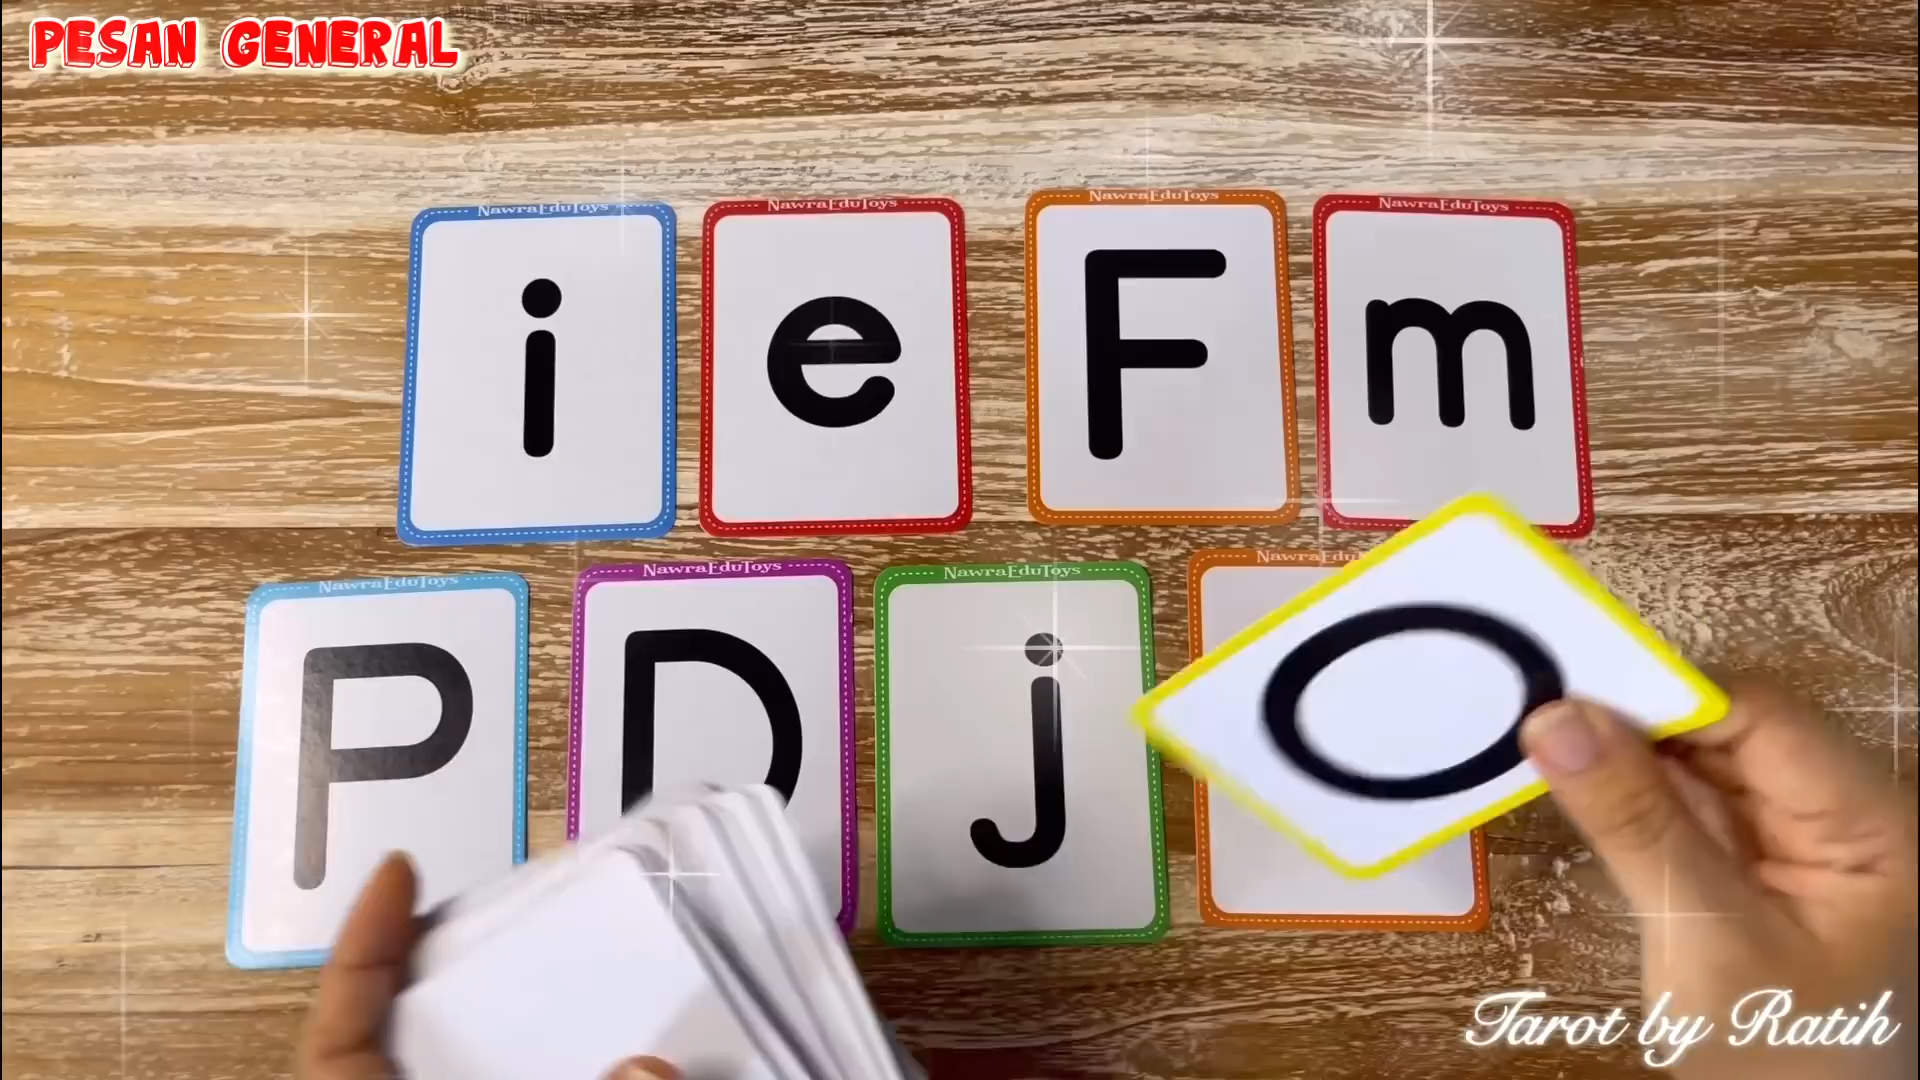 PESAN GENERAL
NawraEduToys NawraEduToys NawraEduToys NawraEduToys
i e F m
NawraEduToys NawraEduToys NawraEduToys
P D j o
Tarot by Ratih